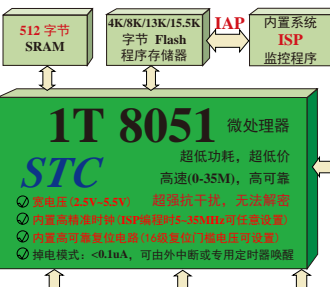 512 字节
SRAM
4K/8K/13K/15.5K
字节 Flash
程序存储器
IAP
内置系统
ISP
监控程序
1T 8051 微处理器
STC
超低功耗，超低价
高速(0-35M)，高可靠
宽电压(2.5V~5.5V) 超强抗干扰，无法解密
内置高精准时钟(ISP编程时5~35MHz可任意设置)
内置高可靠复位电路(16级复位门槛电压可设置)
掉电模式：<0.1uA，可由外中断或专用定时器唤醒